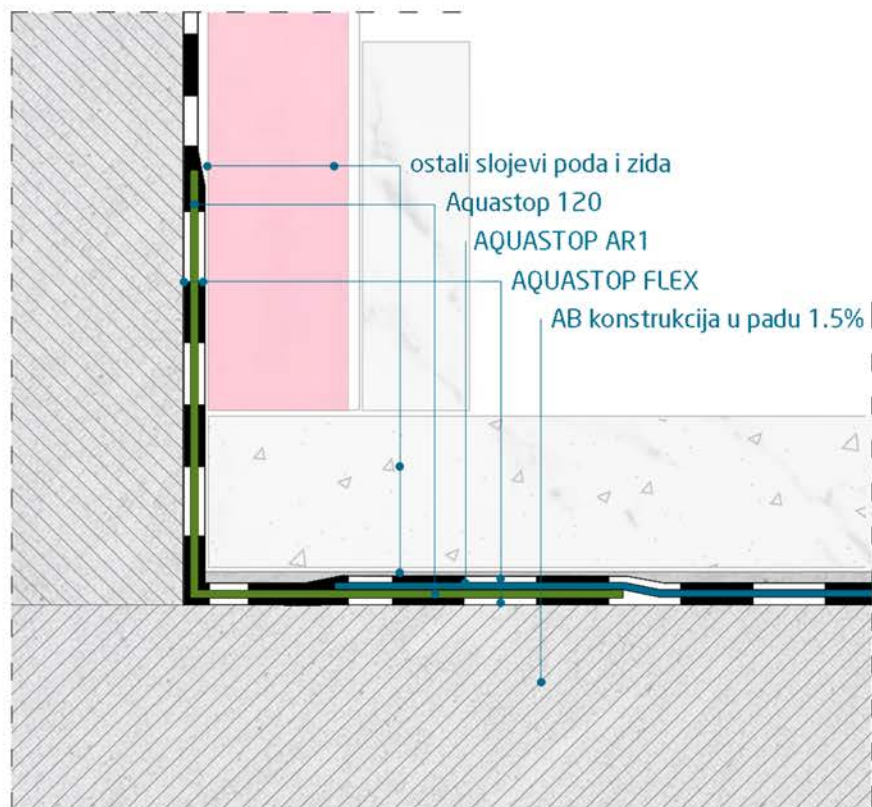 ostali slojevi poda i zida
Aquastop 120
AQUASTOP AR1
AQUASTOP FLEX
AB konstrukcija u padu 1.5%